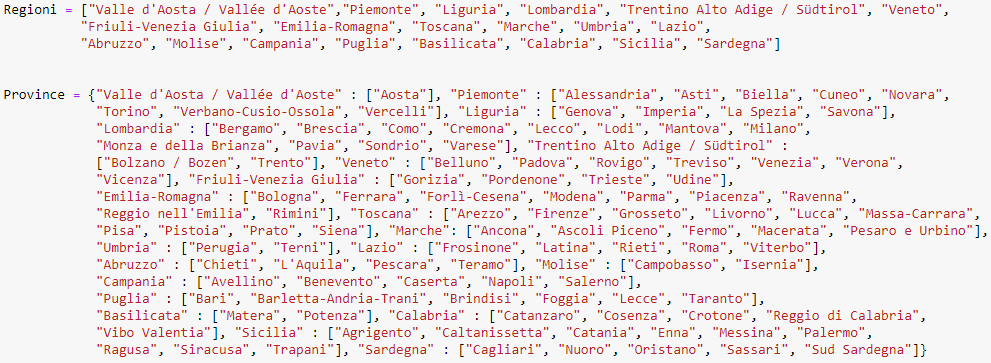 Regioni = ["Valle d'Aosta / Vallée d'Aoste","Piemonte", "Liguria", "Lombardia", "Trentino Alto Adige / Südtirol", "Veneto",
"Friuli-Venezia Giulia", "Emilia-Romagna", "Toscana", "Marche", "Umbria", "Lazio",
"Abruzzo", "Molise", "Campania", "Puglia", "Basilicata", "Calabria", "Sicilia", "Sardegna"]
Province = {"Valle d'Aosta / Vallée d'Aoste" : ["Aosta"], "Piemonte" : ["Alessandria", "Asti", "Biella", "Cuneo", "Novara",
"Torino", "Verbano-Cusio-Ossola", "Vercelli"], "Liguria" : ["Genova", "Imperia", "La Spezia", "Savona"],
"Lombardia" : ["Bergamo", "Brescia", "Como", "Cremona", "Lecco", "Lodi", "Mantova", "Milano",
"Monza e della Brianza", "Pavia", "Sondrio", "Varese"], "Trentino Alto Adige / Südtirol" :
["Bolzano / Bozen", "Trento"], "Veneto" : ["Belluno", "Padova", "Rovigo", "Treviso", "Venezia", "Verona",
"Vicenza"], "Friuli-Venezia Giulia" : ["Gorizia", "Pordenone", "Trieste", "Udine"],
"Emilia-Romagna" : ["Bologna", "Ferrara", "Forlì-Cesena", "Modena", "Parma", "Piacenza", "Ravenna",
"Reggio nell'Emilia", "Rimini"], "Toscana" : ["Arezzo", "Firenze", "Grosseto", "Livorno", "Lucca", "Massa-Carrara",
"Pisa", "Pistoia", "Prato", "Siena"], "Marche": ["Ancona", "Ascoli Piceno", "Fermo", "Macerata", "Pesaro e Urbino"],
"Umbria" : ["Perugia", "Terni"], "Lazio" : ["Frosinone", "Latina", "Rieti", "Roma", "Viterbo"],
"Abruzzo" : ["Chieti", "L'Aquila", "Pescara", "Teramo"], "Molise" : ["Campobasso", "Isernia"],
"Campania" : ["Avellino", "Benevento", "Caserta", "Napoli", "Salerno"],
"Puglia" : ["Bari", "Barletta-Andria-Trani", "Brindisi", "Foggia", "Lecce", "Taranto"],
"Basilicata" : ["Matera", "Potenza"], "Calabria" : ["Catanzaro", "Cosenza", "Crotone", "Reggio di Calabria",
"Vibo Valentia"], "Sicilia" : ["Agrigento", "Caltanissetta", "Catania", "Enna", "Messina", "Palermo",
"Ragusa", "Siracusa", "Trapani"], "Sardegna" : ["Cagliari", "Nuoro", "Oristano", "Sassari", "Sud Sardegna"]}